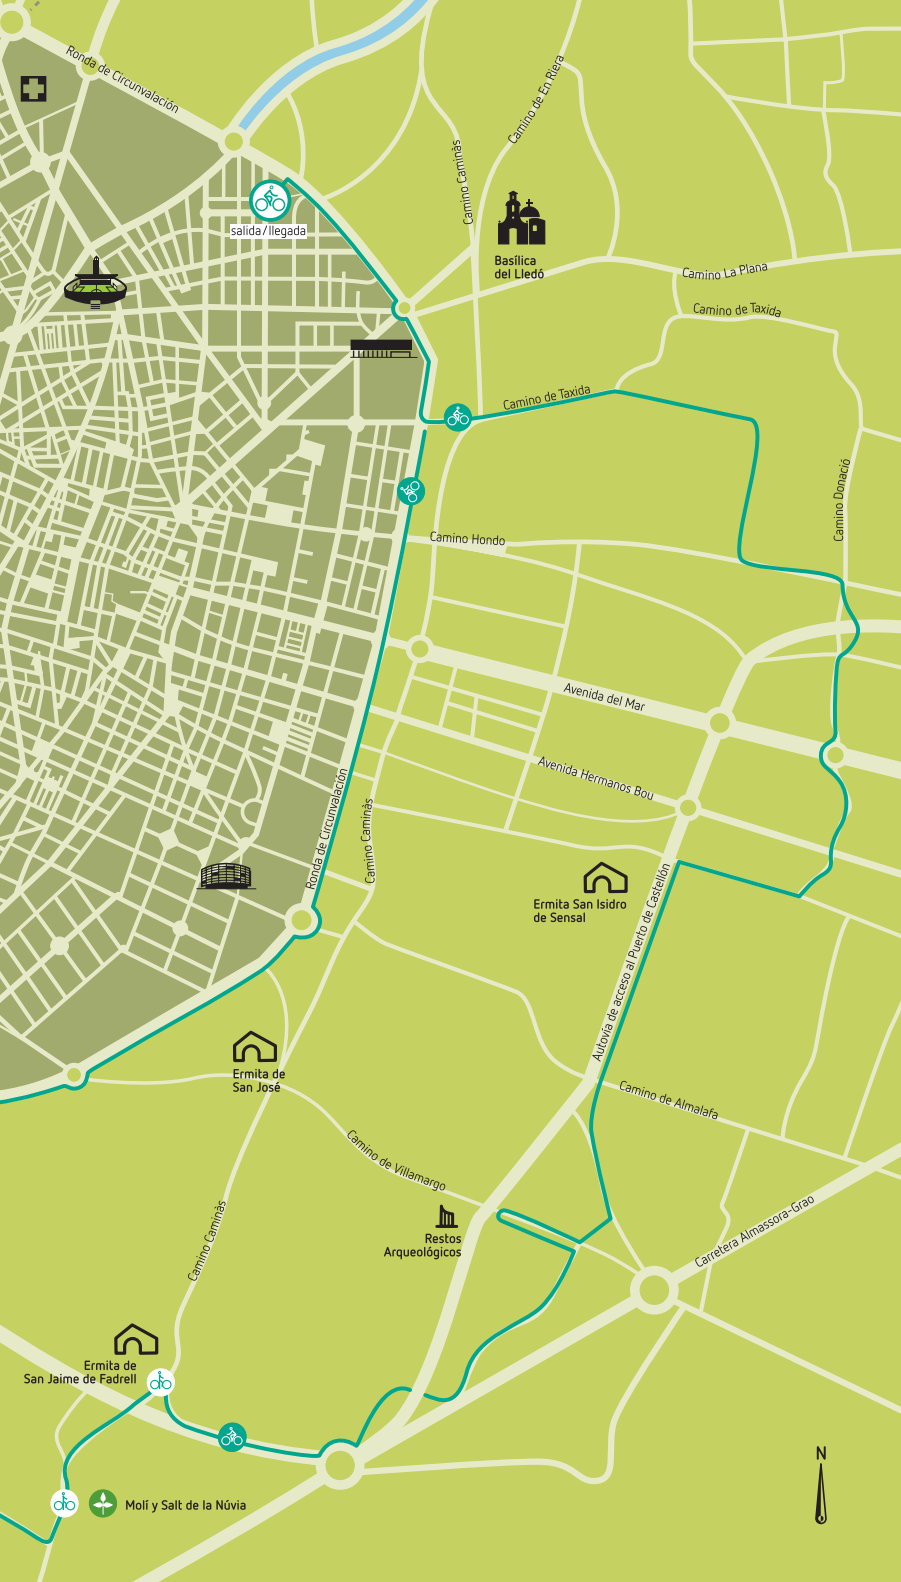 Ronda de Circunvalación
Camino de En Riera
Camino Caminàs
salida/llegada
Basílica
del Lledó
Camino La Plana
Camino de Taxida
Camino de Taxida
Camino Donació
Camino Hondo
Avenida del Mar
Avenida Hermanos Bou
Ronda de Circunvalación
Camino Caminàs
Ermita San Isidro
de Sensal
Autovía de acceso al Puerto de Castellón
Ermita de
San José
Camino de Almalafa
Camino de Villamargo
Camino Caminàs
Restos
Arqueológicos
Carretera Almassora-Grao
Ermita de
San Jaime de Fadrell
N
Molí y Salt de la Núvia